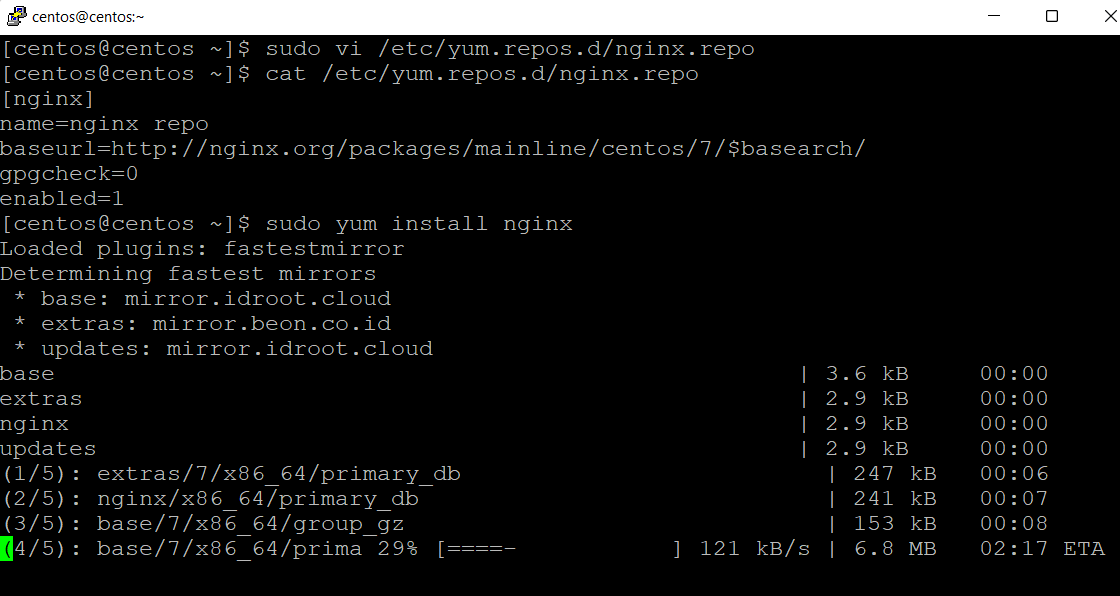 centos@centos:~
[centos@centos ~]$ sudo vi /etc/yum.repos.d/nginx.repo
[centos@centos ~]$ cat /etc/yum.repos.d/nginx.repo
[nginx]
name=nginx repo
baseurl=http://nginx.org/packages/mainline/centos/7/$basearch/
gpgcheck=0
enabled=1
[centos@centos ~]$ sudo yum install nginx
Loaded plugins: fastestmirror
Determining fastest mirrors
 * base: mirror.idroot.cloud
 * extras: mirror.beon.co.id
 * updates: mirror.idroot.cloud
base                                                      | 3.6 kB     00:00
extras                                                    | 2.9 kB     00:00
nginx                                                     | 2.9 kB     00:00
updates                                                   | 2.9 kB     00:00
(1/5): extras/7/x86_64/primary_db                           | 247 kB   00:06
(2/5): nginx/x86_64/primary_db                              | 241 kB   00:07
(3/5): base/7/x86_64/group_gz                               | 153 kB   00:08
(4/5): base/7/x86_64/prima 29% [====-           ] 121 kB/s | 6.8 MB   02:17 ETA